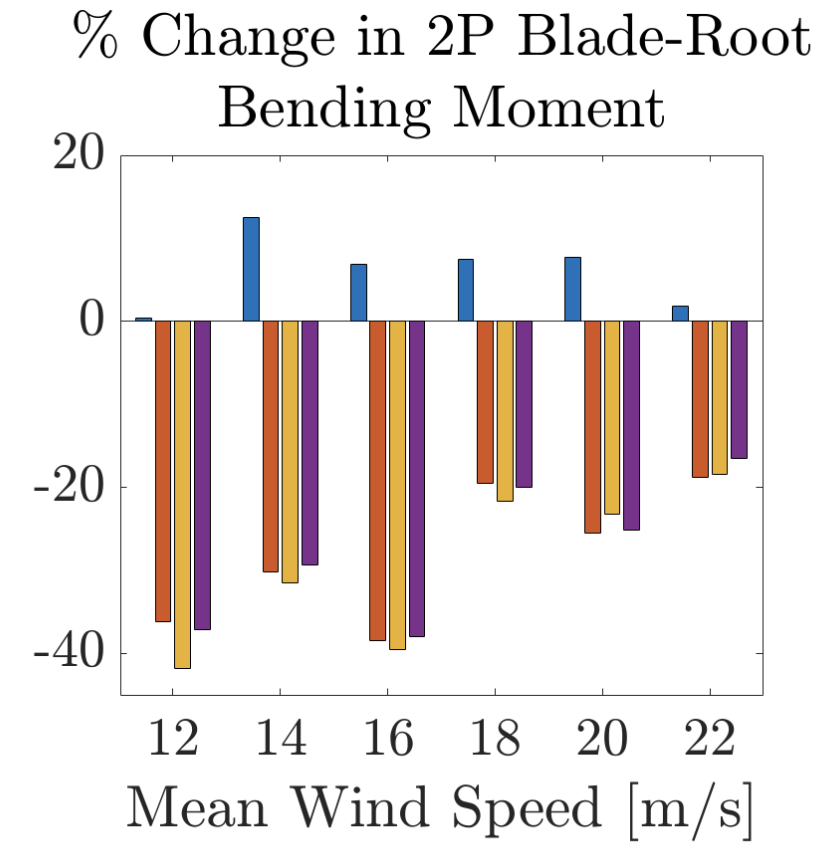 % Change in 2P Blade-Root
Bending Moment
20
0
-20
-40
12 14 16 18 20 22
Mean Wind Speed [m/s]